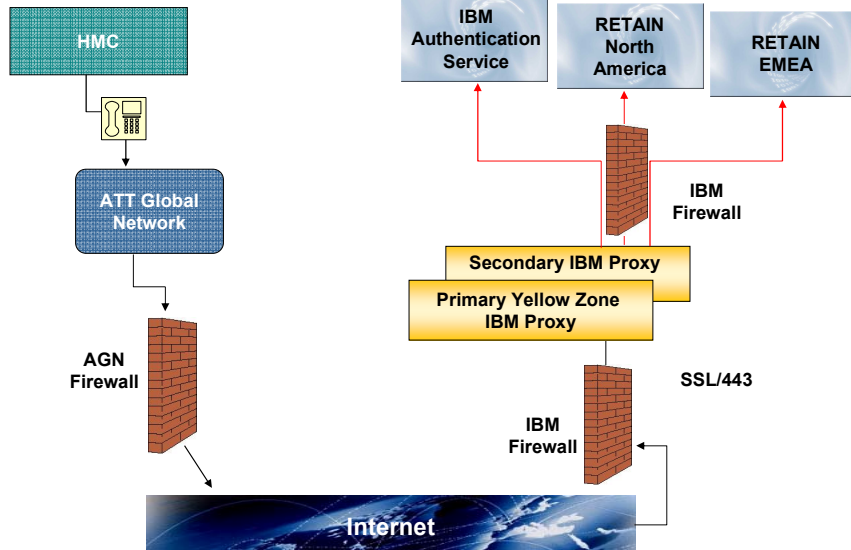 HMC
IBM
Authentication
Service
RETAIN
North
America
RETAIN
EMEA
ATT Global
Network
IBM
Firewall
Secondary IBM Proxy
Primary Yellow Zone
IBM Proxy
AGN
Firewall
SSL/443
IBM
Firewall
Internet